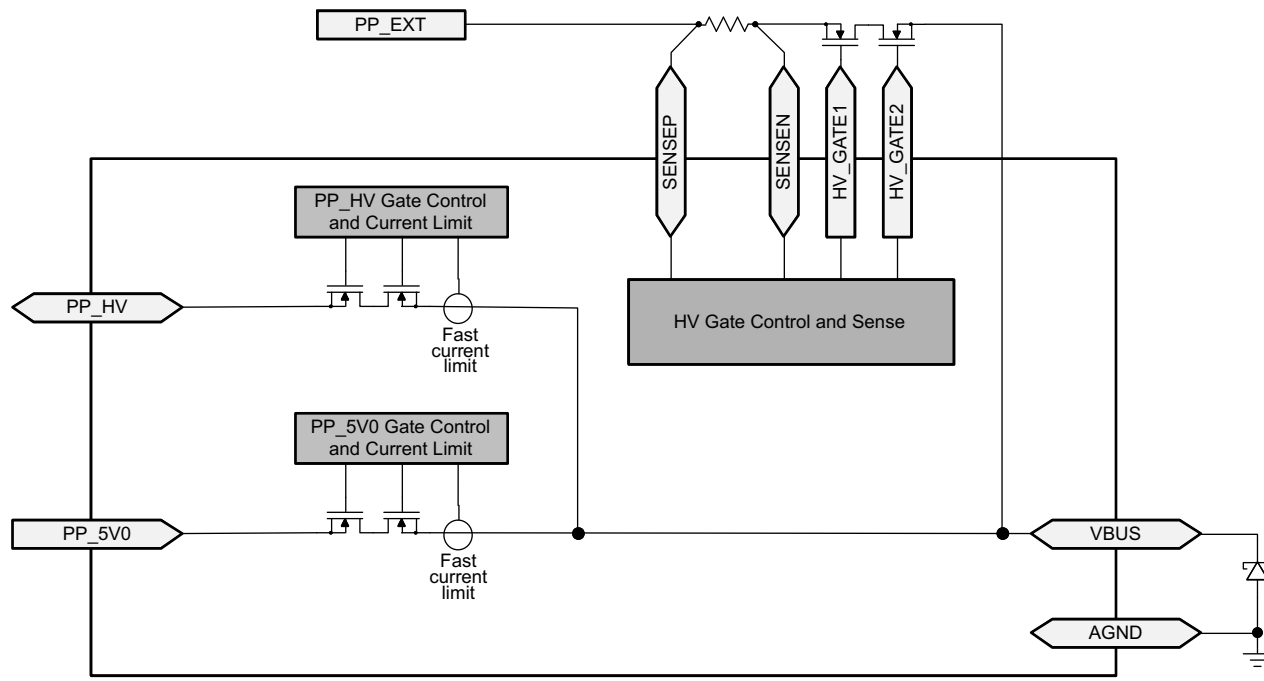 PP_EXT
SENSEP
SENSEN
HV_GATE1
HV_GATE2
PP_HV Gate Control
and Current Limit
PP_HV
Fast
current
limit
HV Gate Control and Sense
PP_5V0 Gate Control
and Current Limit
PP_5V0
Fast
current
limit
VBUS
AGND